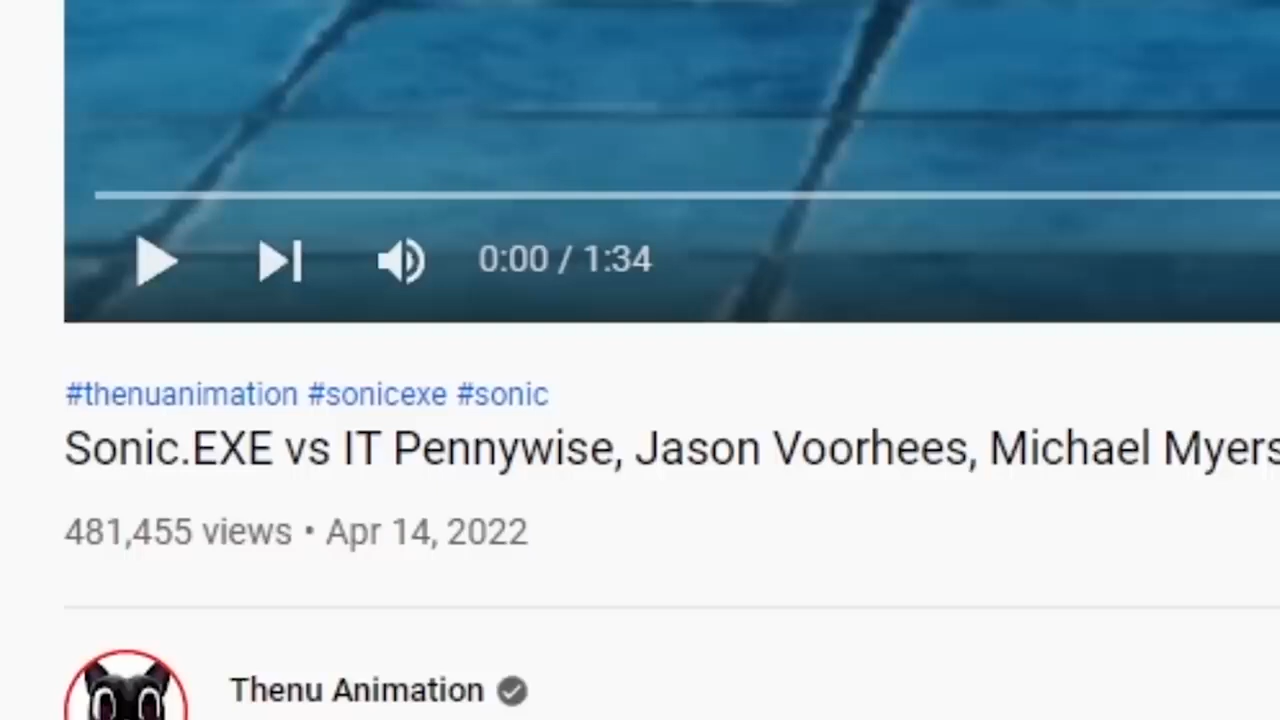 0:00 / 1:34
#thenuanimation #sonicexe #sonic
Sonic.EXE vs IT Pennywise, Jason Voorhees, Michael Myers
481,455 views • Apr 14, 2022
Thenu Animation